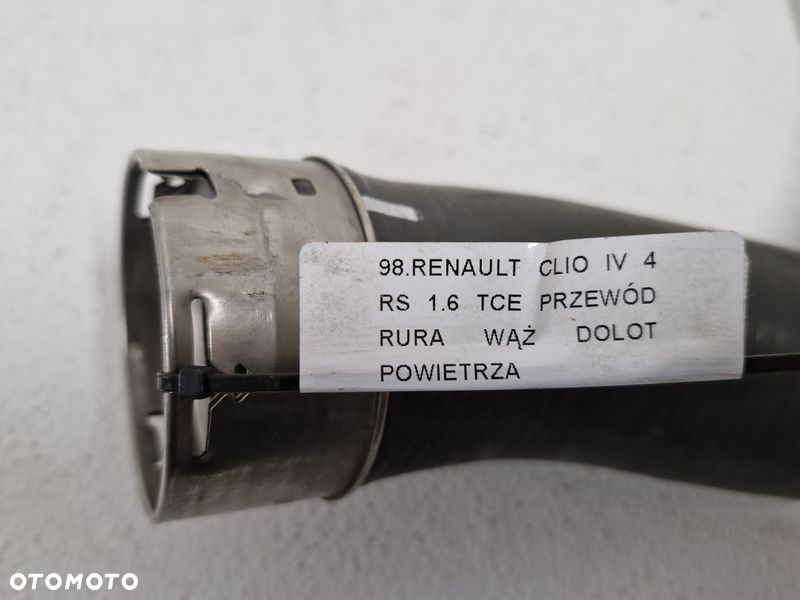 98.RENAULT CLIO IV 4
RS 1.6 TCE PRZEWÓD
RURA WĄŻ DOLOT
POWIETRZA
OTOMOTO